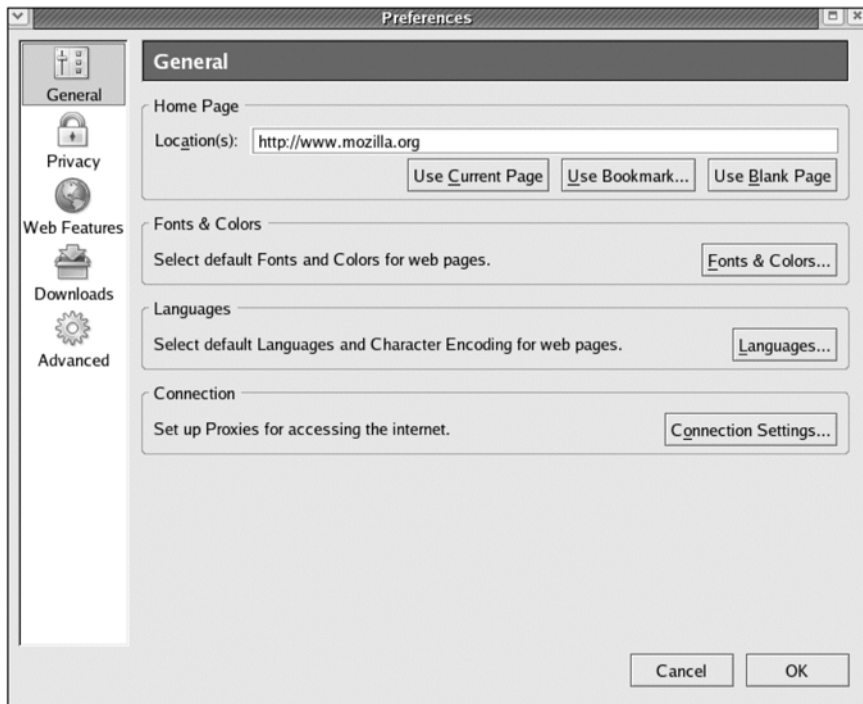 Preferences
General
Privacy
Web Features
Downloads
Advanced
General
Home Page
Location(s): http://www.mozilla.org
Use Current Page Use Bookmark... Use Blank Page
Fonts & Colors
Select default Fonts and Colors for web pages. Fonts & Colors...
Languages
Select default Languages and Character Encoding for web pages. Languages...
Connection
Set up Proxies for accessing the internet. Connection Settings...
Cancel OK